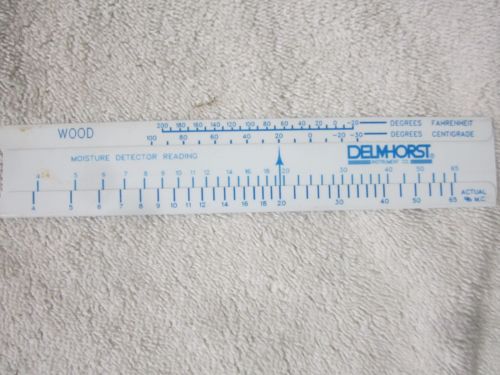 200 180 160 140 120 100 80 60 40 20 0 -20 DEGREES FAHRENHEIT
WOOD
100 80 60 40 20 0 -20 -30 DEGREES CENTIGRADE
MOISTURE DETECTOR READING
DELMHORST®
INSTRUMENT CO.
4 5 6 7 8 9 10 11 12 14 16 18 20 30 40 50 65
4 5 6 7 8 9 10 11 12 14 16 18 20 30 40 50 65 ACTUAL
% M.C.